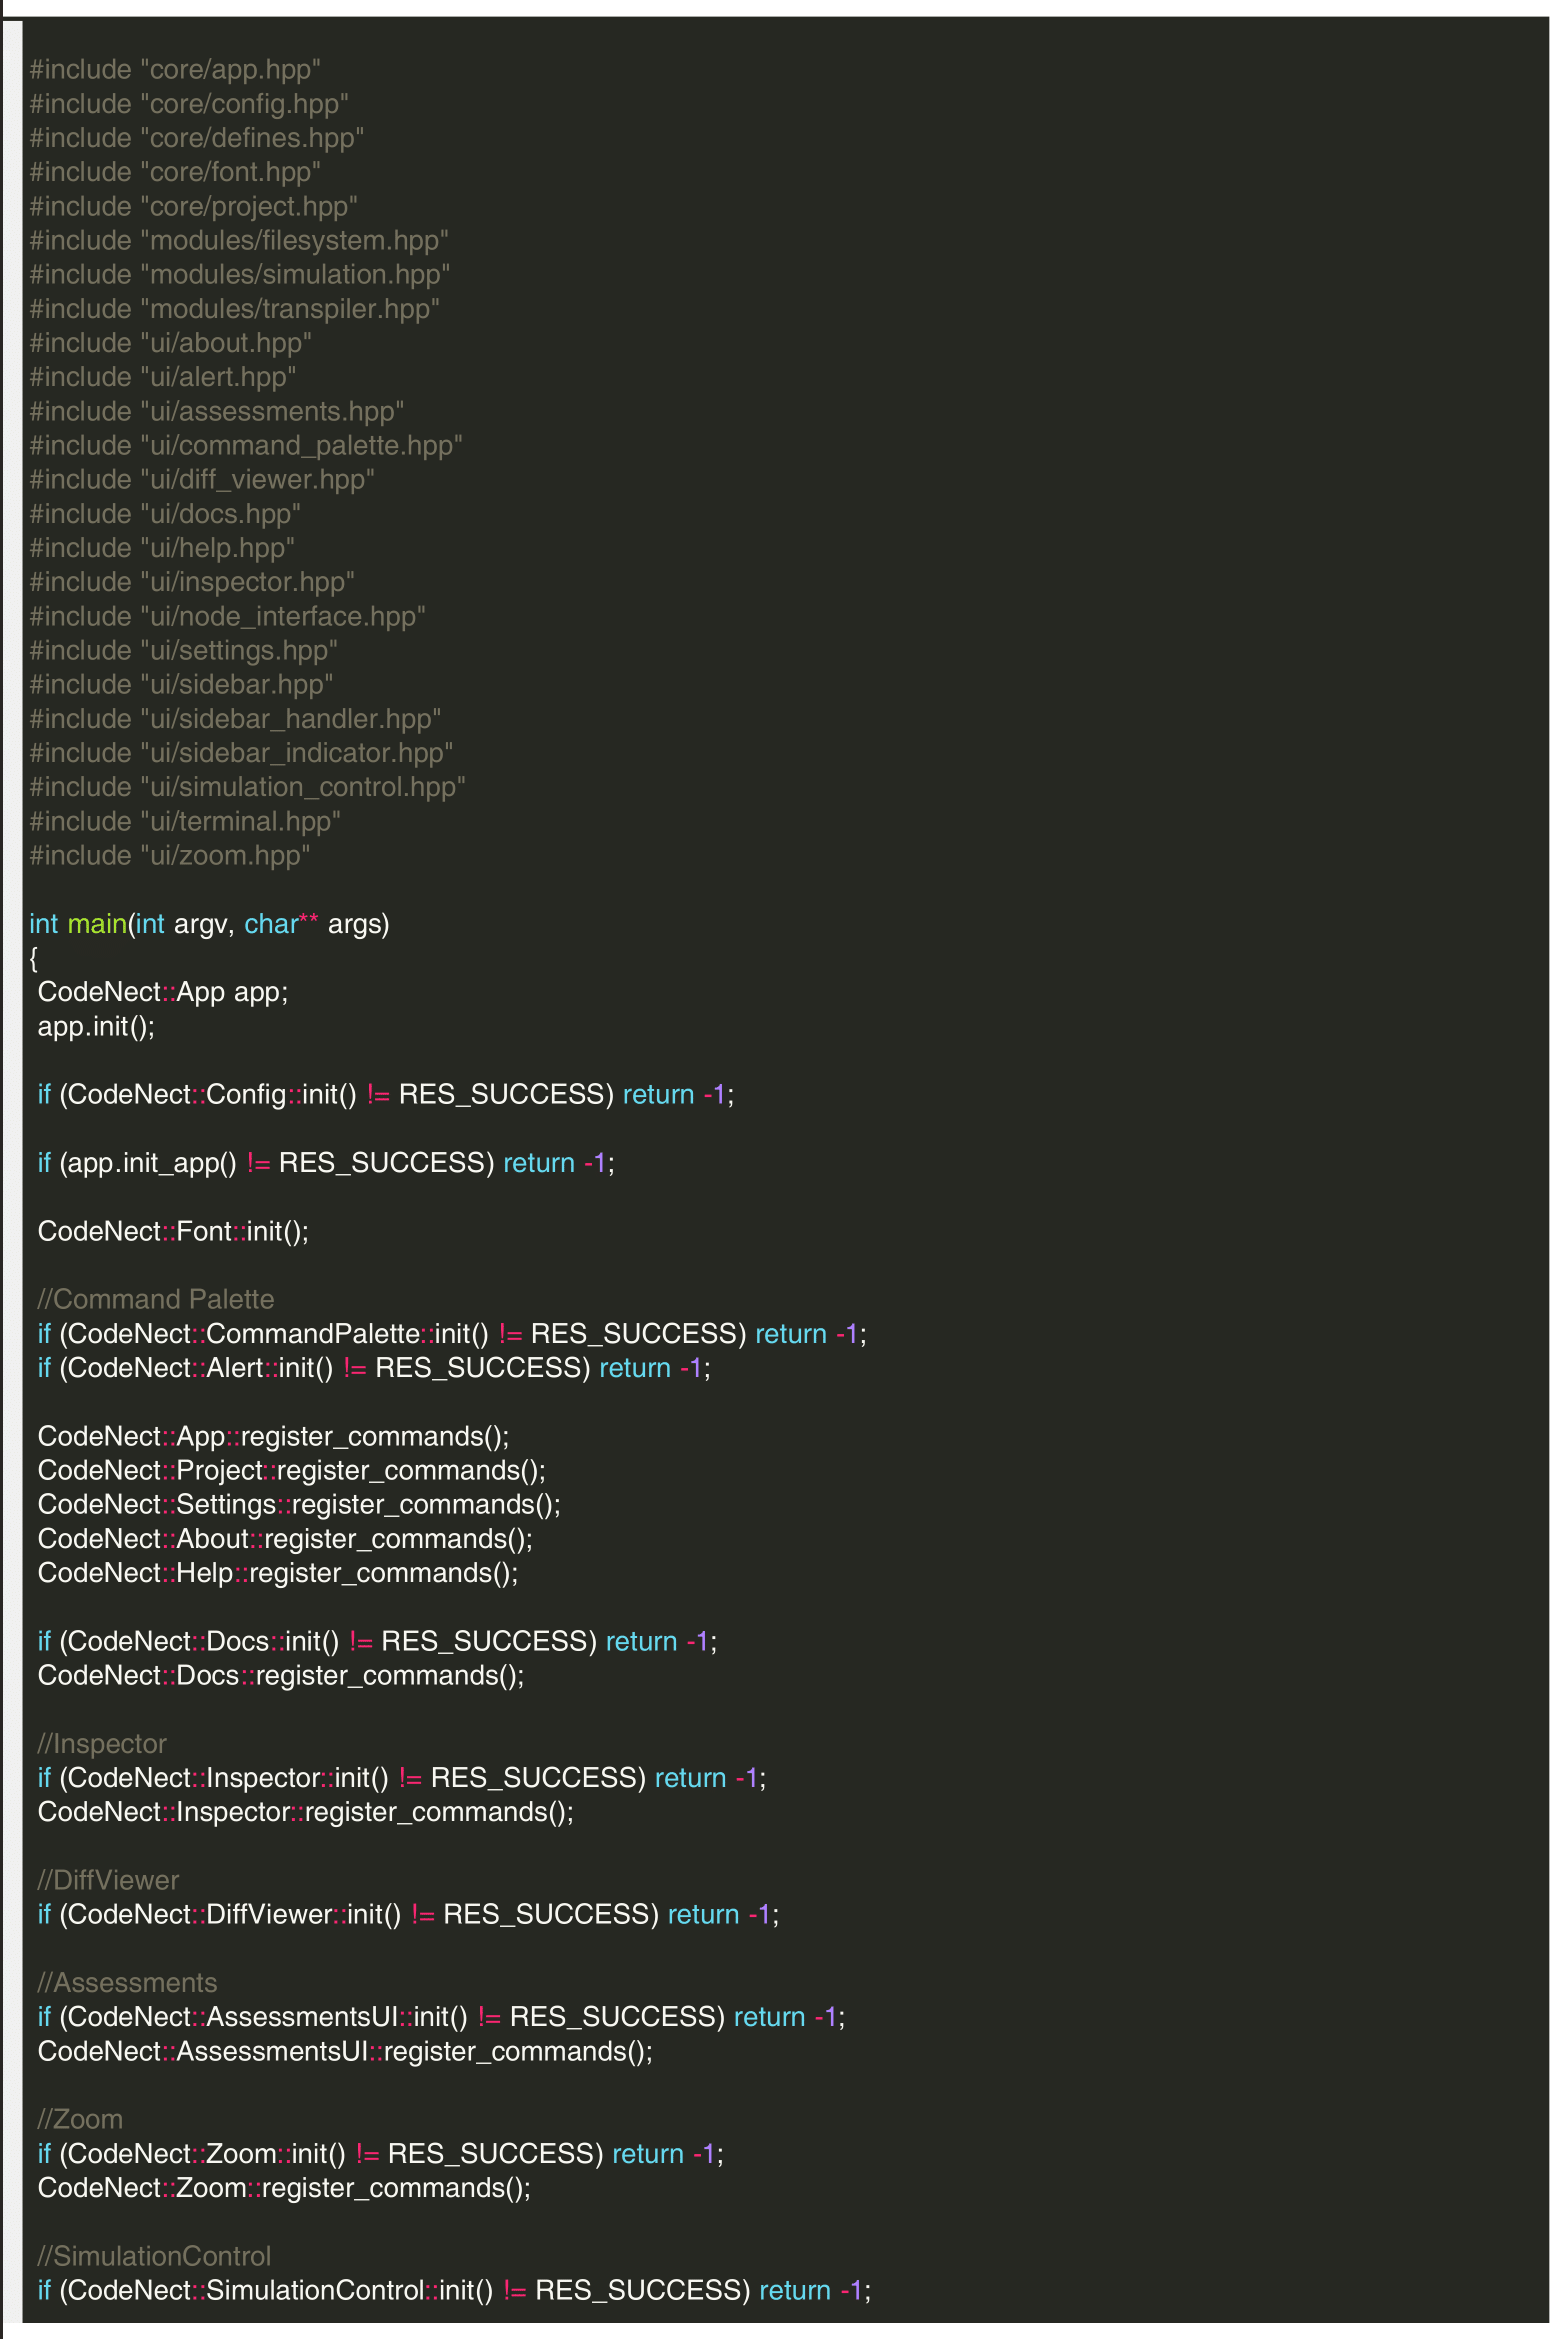 #include "core/app.hpp"
#include "core/config.hpp"
#include "core/defines.hpp"
#include "core/font.hpp"
#include "core/project.hpp"
#include "modules/filesystem.hpp"
#include "modules/simulation.hpp"
#include "modules/transpiler.hpp"
#include "ui/about.hpp"
#include "ui/alert.hpp"
#include "ui/assessments.hpp"
#include "ui/command_palette.hpp"
#include "ui/diff_viewer.hpp"
#include "ui/docs.hpp"
#include "ui/help.hpp"
#include "ui/inspector.hpp"
#include "ui/node_interface.hpp"
#include "ui/settings.hpp"
#include "ui/sidebar.hpp"
#include "ui/sidebar_handler.hpp"
#include "ui/sidebar_indicator.hpp"
#include "ui/simulation_control.hpp"
#include "ui/terminal.hpp"
#include "ui/zoom.hpp"

int main(int argv, char** args)
{
 CodeNect::App app;
 app.init();

 if (CodeNect::Config::init() != RES_SUCCESS) return -1;

 if (app.init_app() != RES_SUCCESS) return -1;

 CodeNect::Font::init();

 //Command Palette
 if (CodeNect::CommandPalette::init() != RES_SUCCESS) return -1;
 if (CodeNect::Alert::init() != RES_SUCCESS) return -1;

 CodeNect::App::register_commands();
 CodeNect::Project::register_commands();
 CodeNect::Settings::register_commands();
 CodeNect::About::register_commands();
 CodeNect::Help::register_commands();

 if (CodeNect::Docs::init() != RES_SUCCESS) return -1;
 CodeNect::Docs::register_commands();

 //Inspector
 if (CodeNect::Inspector::init() != RES_SUCCESS) return -1;
 CodeNect::Inspector::register_commands();

 //DiffViewer
 if (CodeNect::DiffViewer::init() != RES_SUCCESS) return -1;

 //Assessments
 if (CodeNect::AssessmentsUI::init() != RES_SUCCESS) return -1;
 CodeNect::AssessmentsUI::register_commands();

 //Zoom
 if (CodeNect::Zoom::init() != RES_SUCCESS) return -1;
 CodeNect::Zoom::register_commands();

 //SimulationControl
 if (CodeNect::SimulationControl::init() != RES_SUCCESS) return -1;